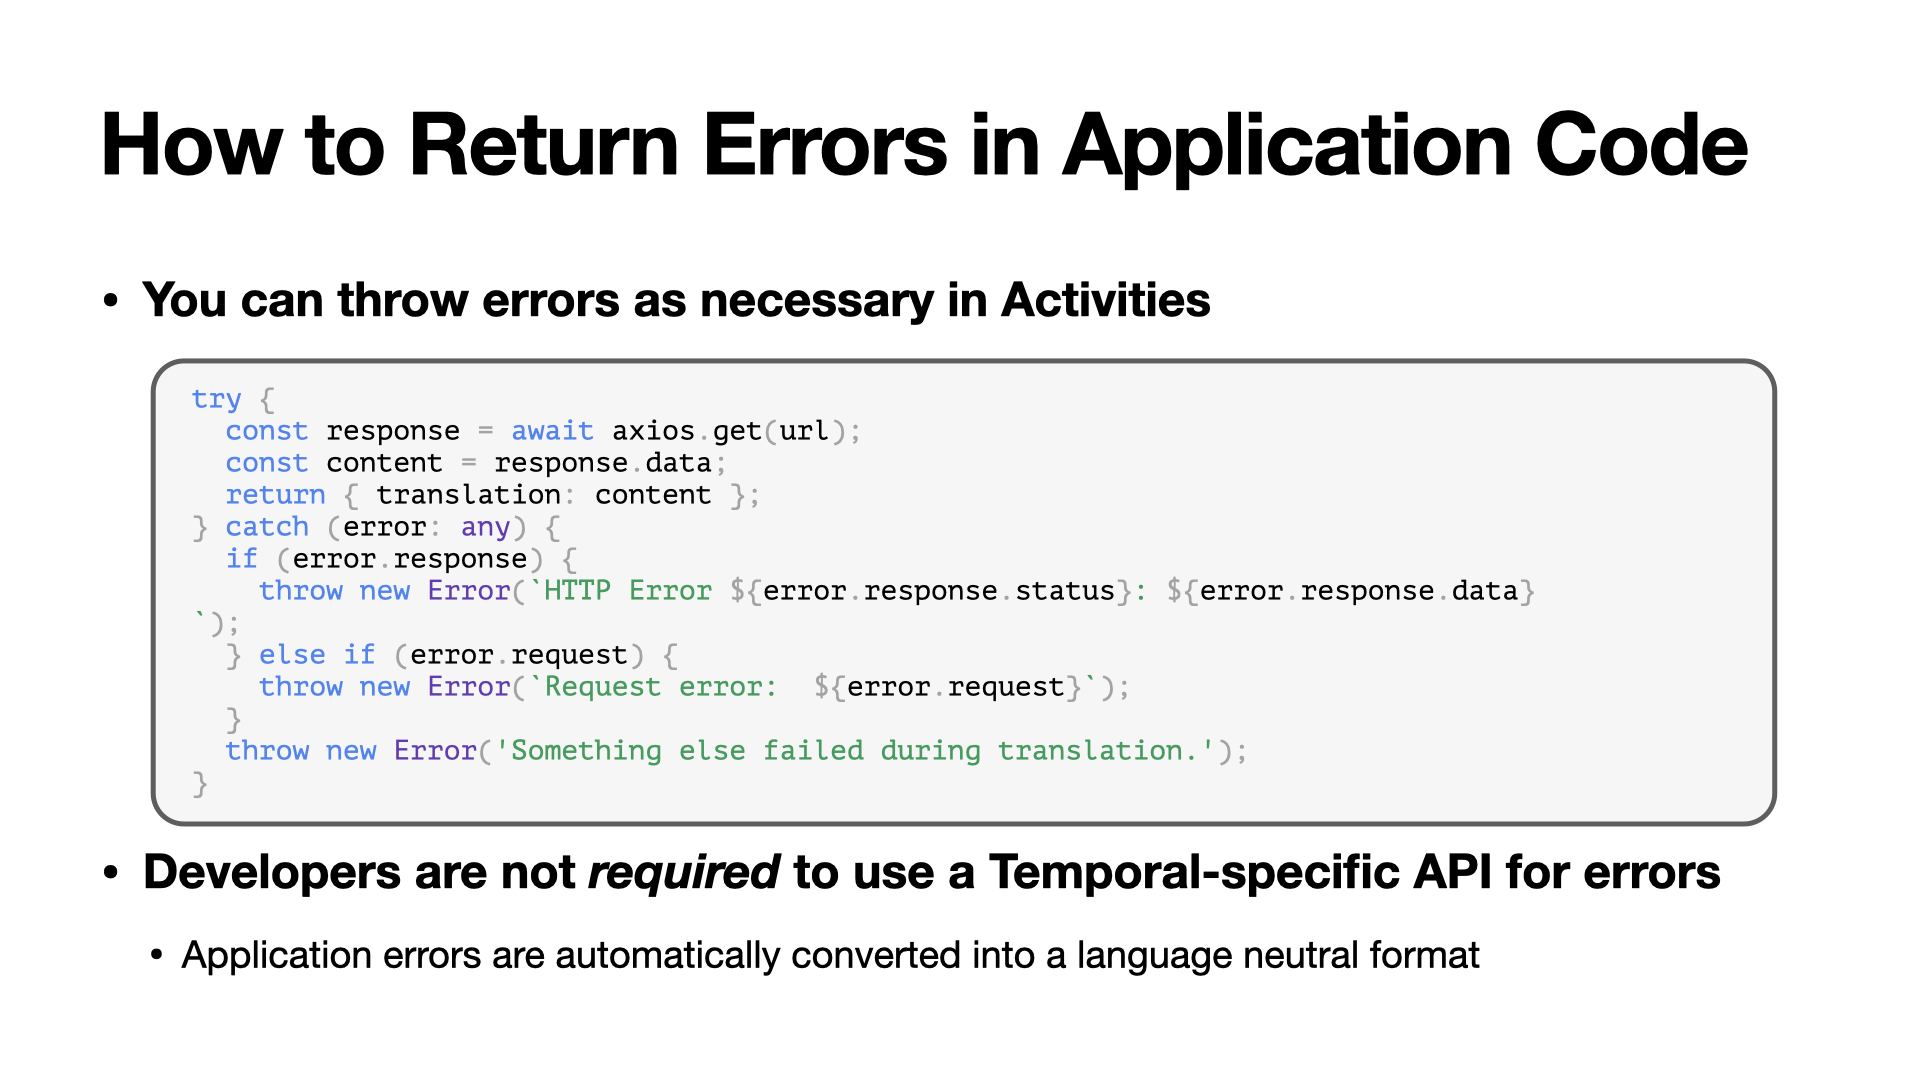 How to Return Errors in Application Code
• You can throw errors as necessary in Activities
try {
  const response = await axios.get(url);
  const content = response.data;
  return { translation: content };
} catch (error: any) {
  if (error.response) {
    throw new Error(`HTTP Error ${error.response.status}: ${error.response.data}
`);
  } else if (error.request) {
    throw new Error(`Request error:  ${error.request}`);
  }
  throw new Error('Something else failed during translation.');
}
• Developers are not required to use a Temporal-specific API for errors
• Application errors are automatically converted into a language neutral format